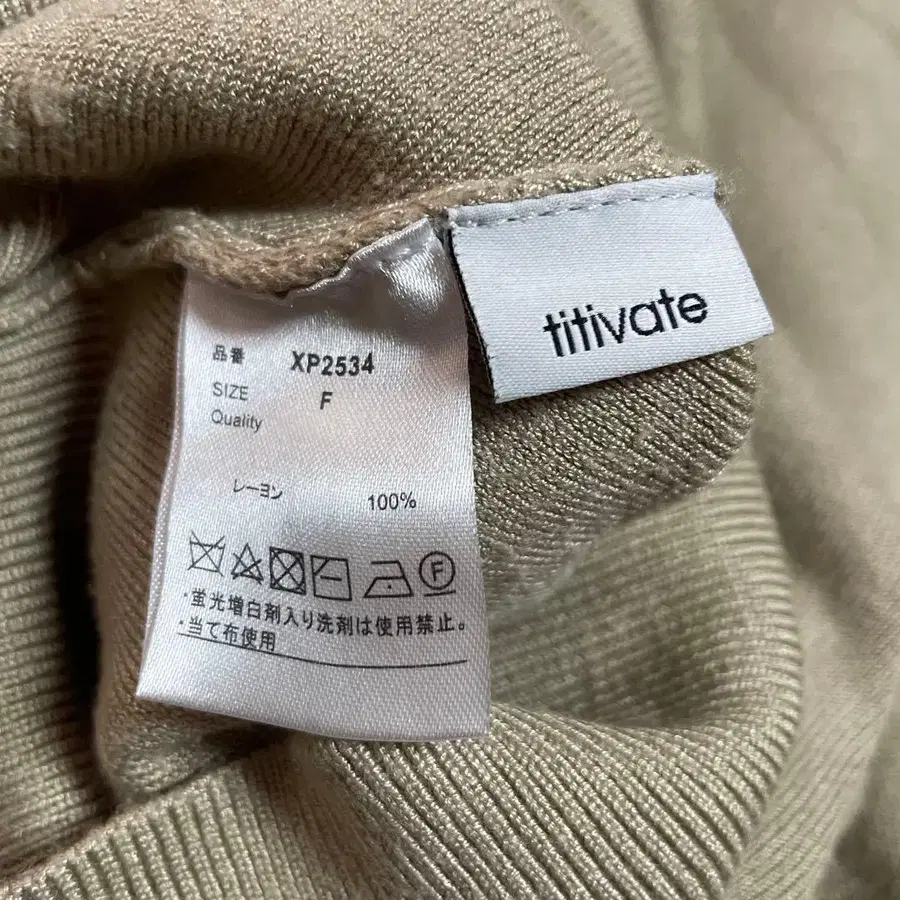 titivate
品番 XP2534
SIZE F
Quality
レーヨン 100%
F
・蛍光増白剤入り洗剤は使用禁止。
・当て布使用